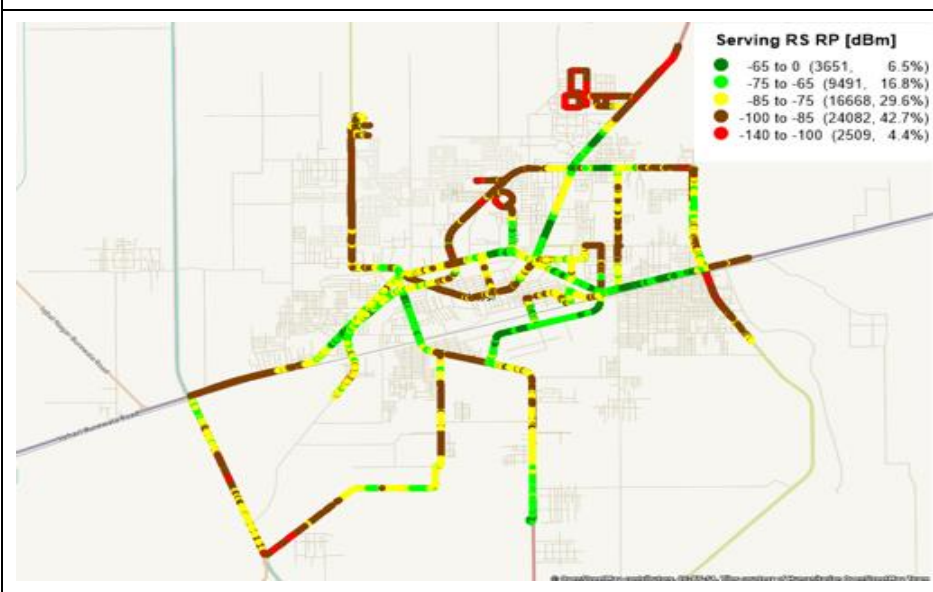 Serving RS RP [dBm]
-65 to 0 (3651, 6.5%)
-75 to -65 (9491, 16.8%)
-85 to -75 (16668, 29.6%)
-100 to -85 (24082, 42.7%)
-140 to -100 (2509, 4.4%)
Road